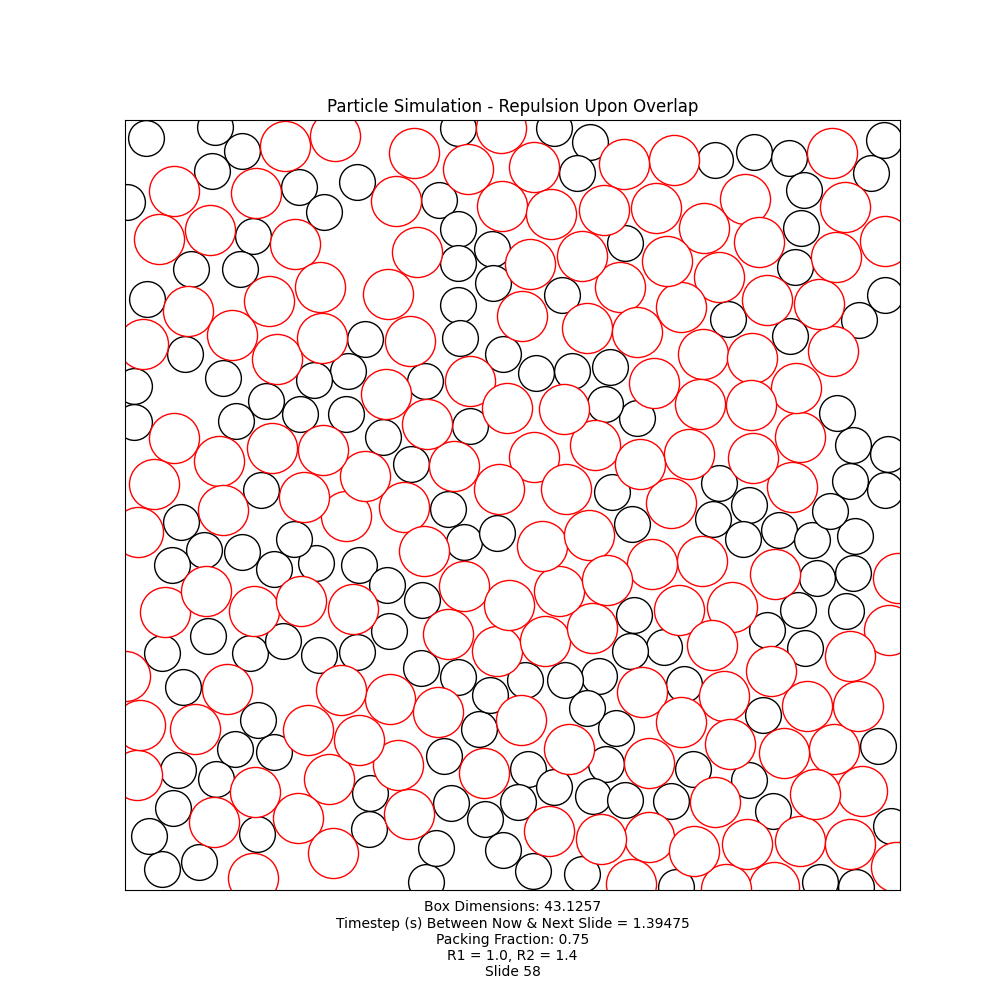 Particle Simulation - Repulsion Upon Overlap
Box Dimensions: 43.1257
Timestep (s) Between Now & Next Slide = 1.39475
Packing Fraction: 0.75
R1 = 1.0, R2 = 1.4
Slide 58